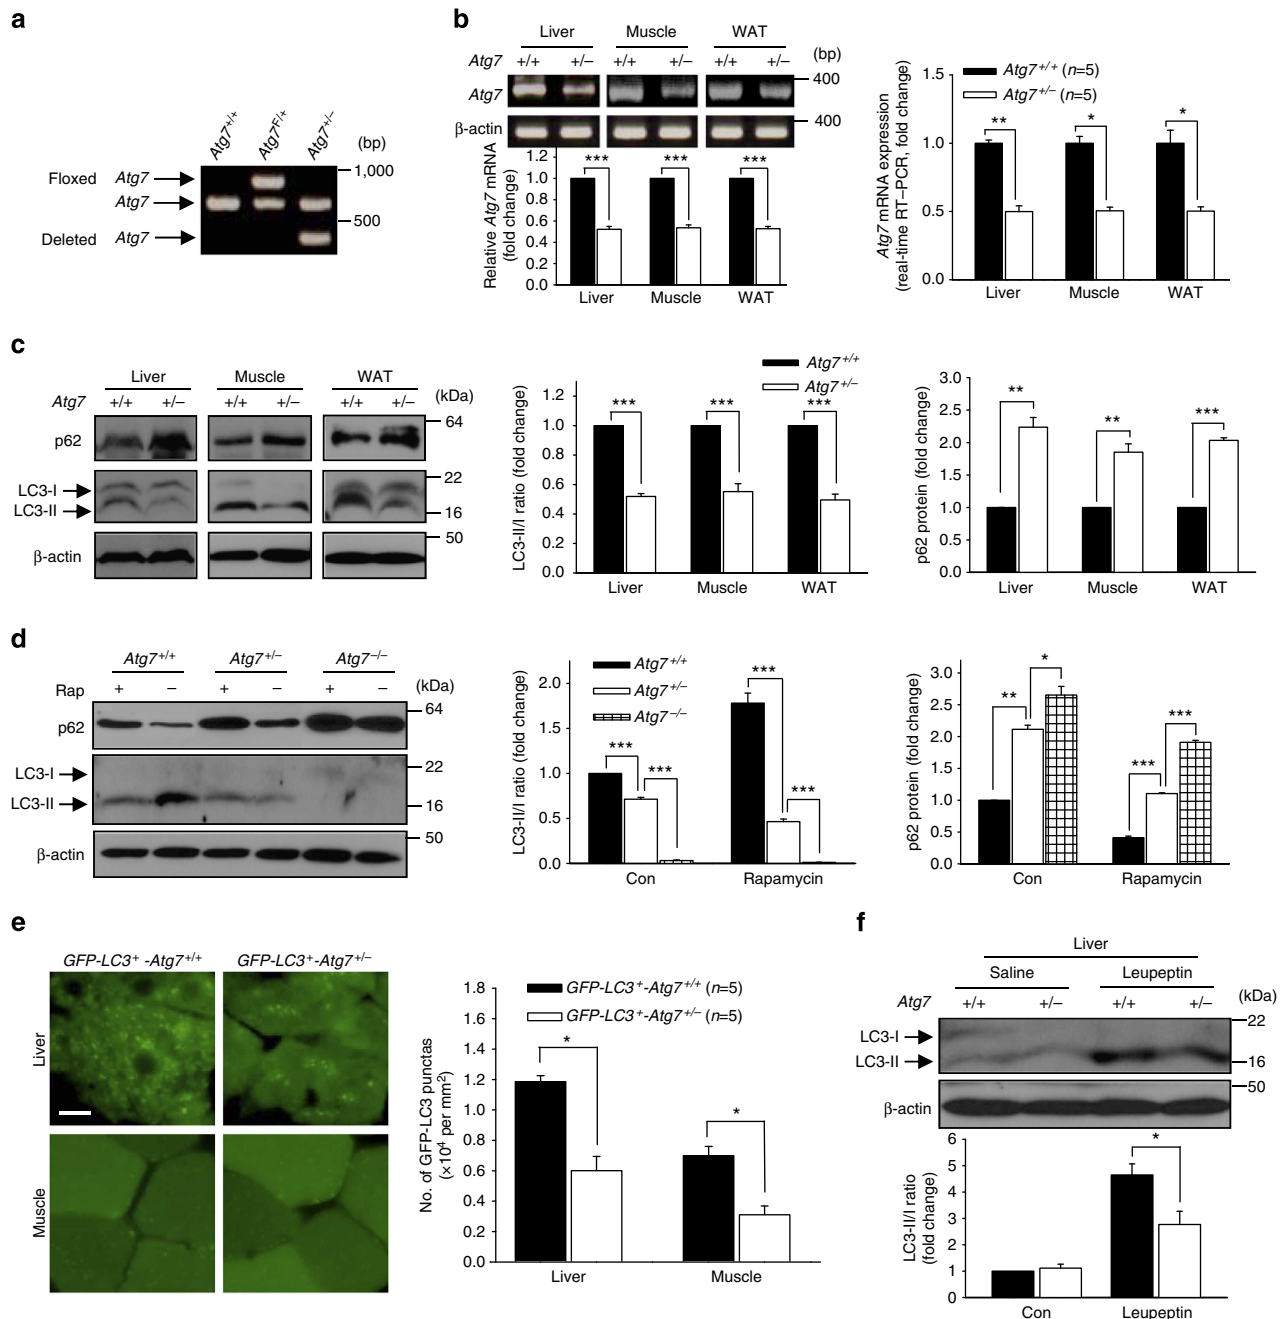 a
Atg7+/+ Atg7F/+ Atg7+/−
(bp)
Floxed Atg7
1,000
Atg7
500
Deleted Atg7
b
Liver Muscle WAT
Atg7 +/+ +/− +/+ +/− +/+ +/− (bp)
Atg7
400
β-actin
400
Relative Atg7 mRNA
(fold change)
1.2
1.0
0.8
0.6
0.4
0.2
0.0
*** *** ***
Liver Muscle WAT
Atg7 mRNA expression
(real-time RT–PCR, fold change)
1.5
1.0
0.5
0.0
Atg7+/+ (n=5)
Atg7+/− (n=5)
** * *
Liver Muscle WAT
c
Liver Muscle WAT
Atg7 +/+ +/− +/+ +/− +/+ +/− (kDa)
p62
64
LC3-I
22
LC3-II
16
β-actin
50
LC3-II/I ratio (fold change)
1.2
1.0
0.8
0.6
0.4
0.2
0.0
Atg7+/+
Atg7+/−
*** *** ***
Liver Muscle WAT
p62 protein (fold change)
3.0
2.5
2.0
1.5
1.0
0.5
0.0
** ** ***
Liver Muscle WAT
d
Atg7+/+ Atg7+/− Atg7−/−
Rap + − + − + − (kDa)
p62
64
LC3-I
22
LC3-II
16
β-actin
50
LC3-II/I ratio (fold change)
2.0
1.5
1.0
0.5
0.0
Atg7+/+
Atg7+/−
Atg7−/−
*** *** *** ***
Con Rapamycin
p62 protein (fold change)
3.0
2.5
2.0
1.5
1.0
0.5
0.0
** * *** ***
Con Rapamycin
e
GFP-LC3+ -Atg7+/+ GFP-LC3+-Atg7+/−
Liver
Muscle
No. of GFP-LC3 punctas
(×10⁴ per mm²)
1.8
1.6
1.4
1.2
1.0
0.8
0.6
0.4
0.2
0.0
GFP-LC3+-Atg7+/+ (n=5)
GFP-LC3+-Atg7+/− (n=5)
* *
Liver Muscle
f
Liver
Saline Leupeptin
Atg7 +/+ +/− +/+ +/− (kDa)
LC3-I
22
LC3-II
16
β-actin
50
LC3-II/I ratio
(fold change)
6
5
4
3
2
1
0
*
Con Leupeptin